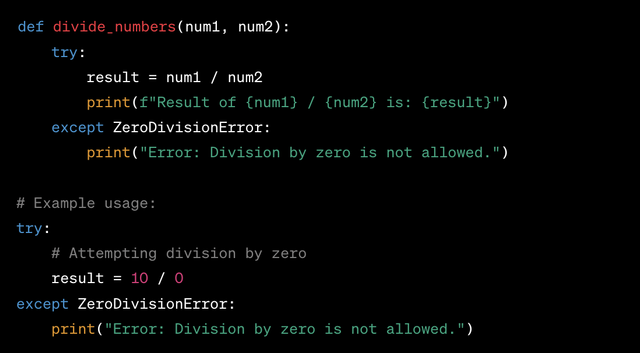 def divide_numbers(num1, num2):
    try:
        result = num1 / num2
        print(f"Result of {num1} / {num2} is: {result}")
    except ZeroDivisionError:
        print("Error: Division by zero is not allowed.")

# Example usage:
try:
    # Attempting division by zero
    result = 10 / 0
except ZeroDivisionError:
    print("Error: Division by zero is not allowed.")